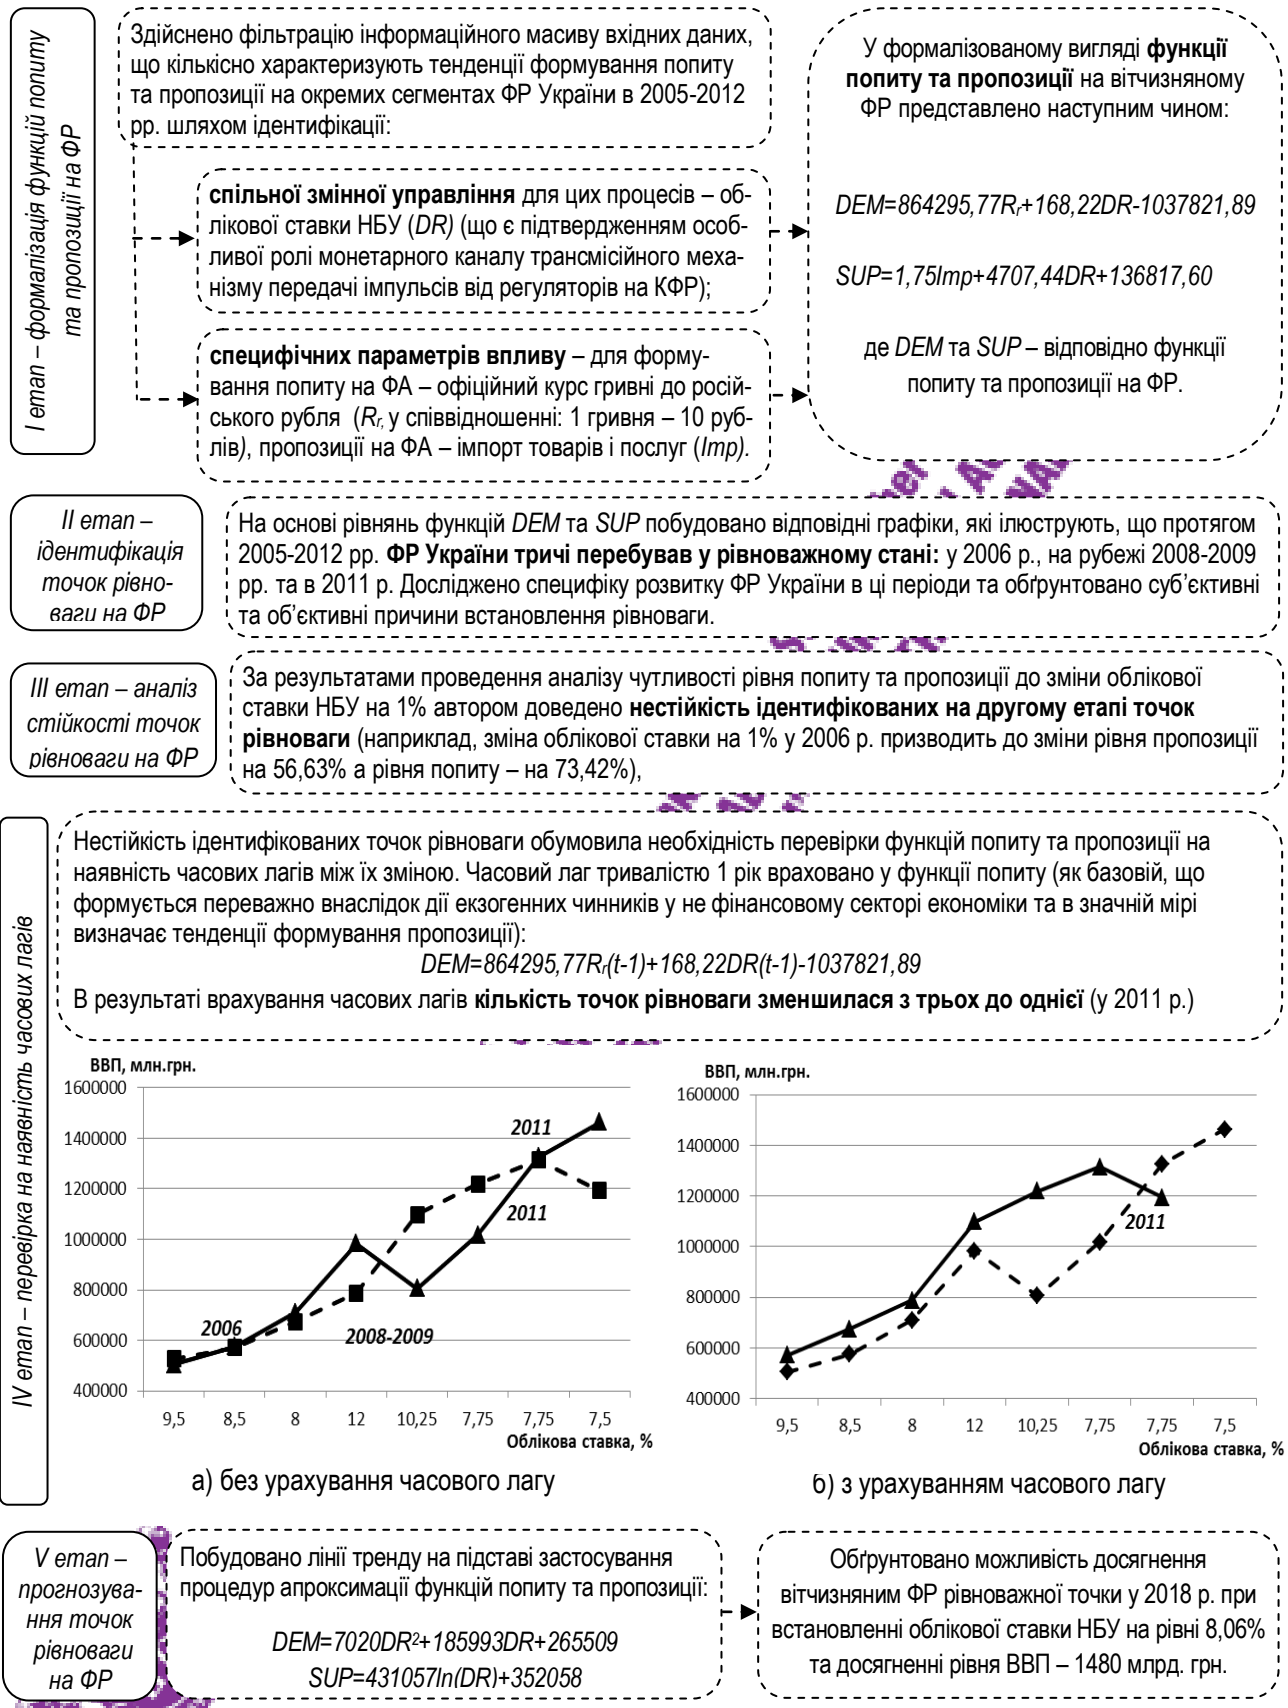 І етап – формалізація функцій попиту
та пропозиції на ФР
Здійснено фільтрацію інформаційного масиву вхідних даних,
що кількісно характеризують тенденції формування попиту
та пропозиції на окремих сегментах ФР України в 2005-2012
рр. шляхом ідентифікації:
спільної змінної управління для цих процесів – об-
лікової ставки НБУ (DR) (що є підтвердженням особ-
ливої ролі монетарного каналу трансмісійного меха-
нізму передачі імпульсів від регуляторів на КФР);
специфічних параметрів впливу – для форму-
вання попиту на ФА – офіційний курс гривні до росій-
ського рубля (Rr, у співвідношенні: 1 гривня – 10 руб-
лів), пропозиції на ФА – імпорт товарів і послуг (Imp).
У формалізованому вигляді функції
попиту та пропозиції на вітчизняному
ФР представлено наступним чином:
DEM=864295,77Rr+168,22DR-1037821,89
SUP=1,75Imp+4707,44DR+136817,60
де DEM та SUP – відповідно функції
попиту та пропозиції на ФР.
ІІ етап –
ідентифікація
точок рівно-
ваги на ФР
На основі рівнянь функцій DEM та SUP побудовано відповідні графіки, які ілюструють, що протягом
2005-2012 рр. ФР України тричі перебував у рівноважному стані: у 2006 р., на рубежі 2008-2009
рр. та в 2011 р. Досліджено специфіку розвитку ФР України в ці періоди та обґрунтовано суб’єктивні
та об’єктивні причини встановлення рівноваги.
ІІІ етап – аналіз
стійкості точок
рівноваги на ФР
За результатами проведення аналізу чутливості рівня попиту та пропозиції до зміни облікової
ставки НБУ на 1% автором доведено нестійкість ідентифікованих на другому етапі точок
рівноваги (наприклад, зміна облікової ставки на 1% у 2006 р. призводить до зміни рівня пропозиції
на 56,63% а рівня попиту – на 73,42%),
IV етап – перевірка на наявність часових лагів
Нестійкість ідентифікованих точок рівноваги обумовила необхідність перевірки функцій попиту та пропозиції на
наявність часових лагів між їх зміною. Часовий лаг тривалістю 1 рік враховано у функції попиту (як базовій, що
формується переважно внаслідок дії екзогенних чинників у не фінансовому секторі економіки та в значній мірі
визначає тенденції формування пропозиції):
DEM=864295,77Rr(t-1)+168,22DR(t-1)-1037821,89
В результаті врахування часових лагів кількість точок рівноваги зменшилася з трьох до однієї (у 2011 р.)
ВВП, млн.грн.
1600000
1400000
1200000
1000000
800000
600000
400000
2011
2011
2006
2008-2009
9,5 8,5 8 12 10,25 7,75 7,75 7,5
Облікова ставка, %
а) без урахування часового лагу
ВВП, млн.грн.
1600000
1400000
1200000
1000000
800000
600000
400000
2011
9,5 8,5 8 12 10,25 7,75 7,75 7,5
Облікова ставка, %
б) з урахуванням часового лагу
V етап –
прогнозува-
ння точок
рівноваги
на ФР
Побудовано лінії тренду на підставі застосування
процедур апроксимації функцій попиту та пропозиції:
DEM=7020DR²+185993DR+265509
SUP=431057ln(DR)+352058
Обґрунтовано можливість досягнення
вітчизняним ФР рівноважної точки у 2018 р. при
встановленні облікової ставки НБУ на рівні 8,06%
та досягненні рівня ВВП – 1480 млрд. грн.